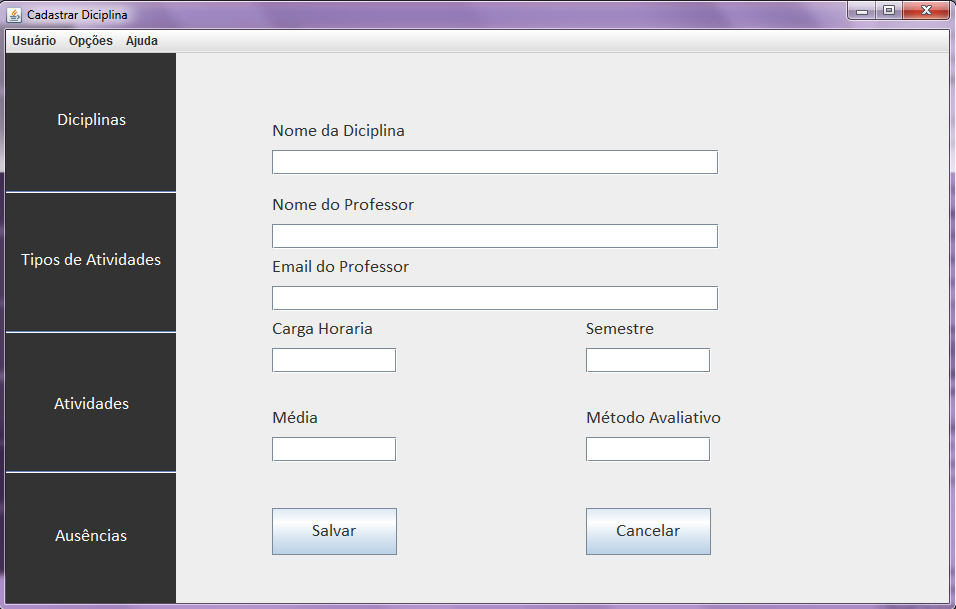 Cadastrar Diciplina
Usuário Opções Ajuda
Diciplinas
Tipos de Atividades
Atividades
Ausências
Nome da Diciplina
Nome do Professor
Email do Professor
Carga Horaria Semestre
Média Método Avaliativo
Salvar Cancelar